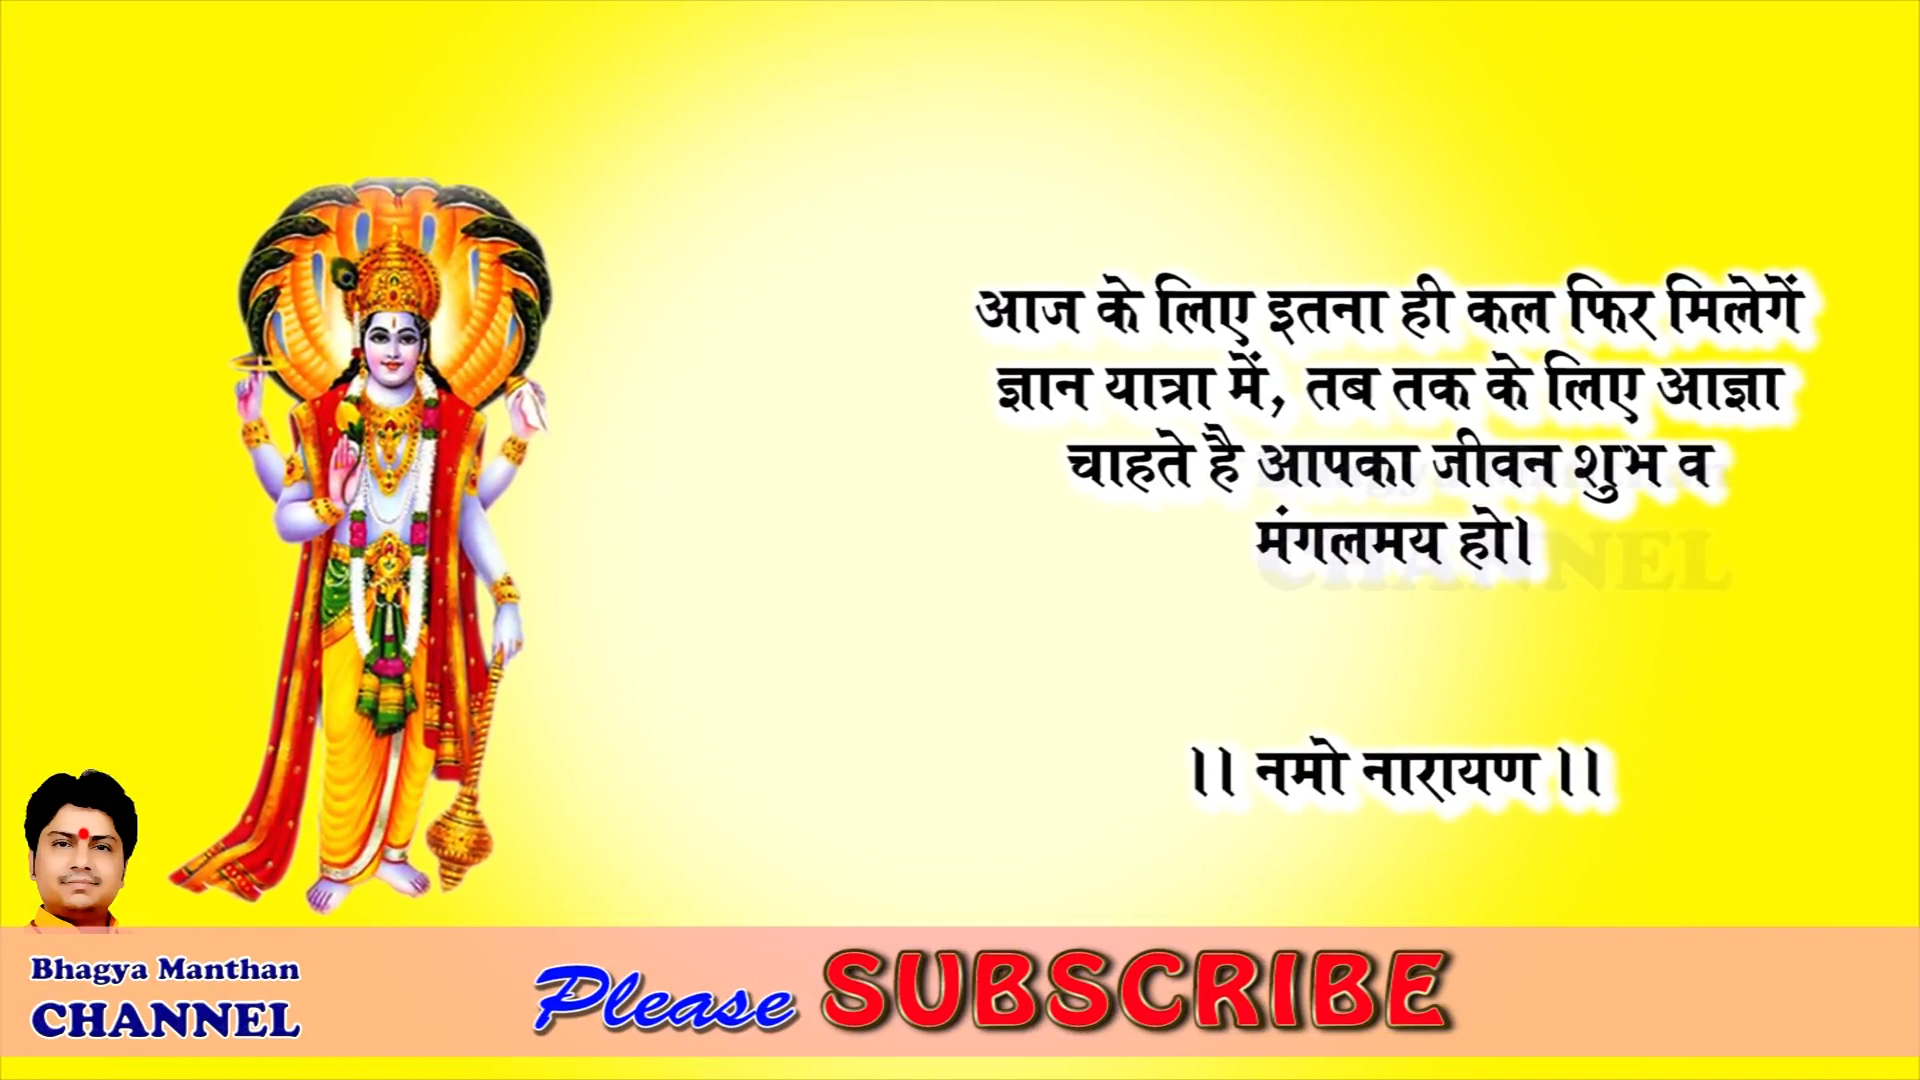 आज के लिए इतना ही कल फिर मिलेगें
ज्ञान यात्रा में, तब तक के लिए आज्ञा
चाहते है आपका जीवन शुभ व
मंगलमय हो।
।। नमो नारायण ।।
Bhagya Manthan
CHANNEL
Please SUBSCRIBE